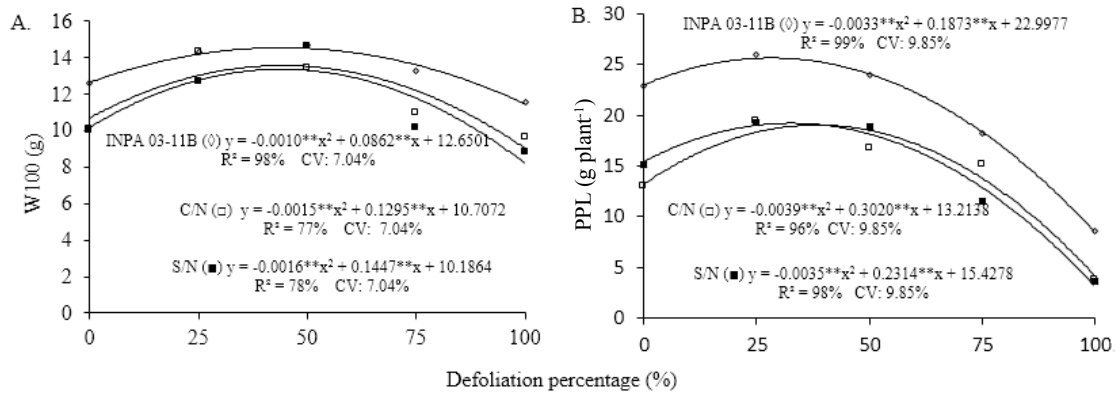 A.
W100 (g)
16
14
12
10
8
6
4
2
0
0 25 50 75 100
INPA 03-11B (◊) y = -0.0010**x² + 0.0862**x + 12.6501
R² = 98% CV: 7.04%
C/N (□) y = -0.0015**x² + 0.1295**x + 10.7072
R² = 77% CV: 7.04%
S/N (■) y = -0.0016**x² + 0.1447**x + 10.1864
R² = 78% CV: 7.04%
B.
PPL (g plant⁻¹)
30
25
20
15
10
5
0
0 25 50 75 100
INPA 03-11B (◊) y = -0.0033**x² + 0.1873**x + 22.9977
R² = 99% CV: 9.85%
C/N (□) y = -0.0039**x² + 0.3020**x + 13.2138
R² = 96% CV: 9.85%
S/N (■) y = -0.0035**x² + 0.2314**x + 15.4278
R² = 98% CV: 9.85%
Defoliation percentage (%)